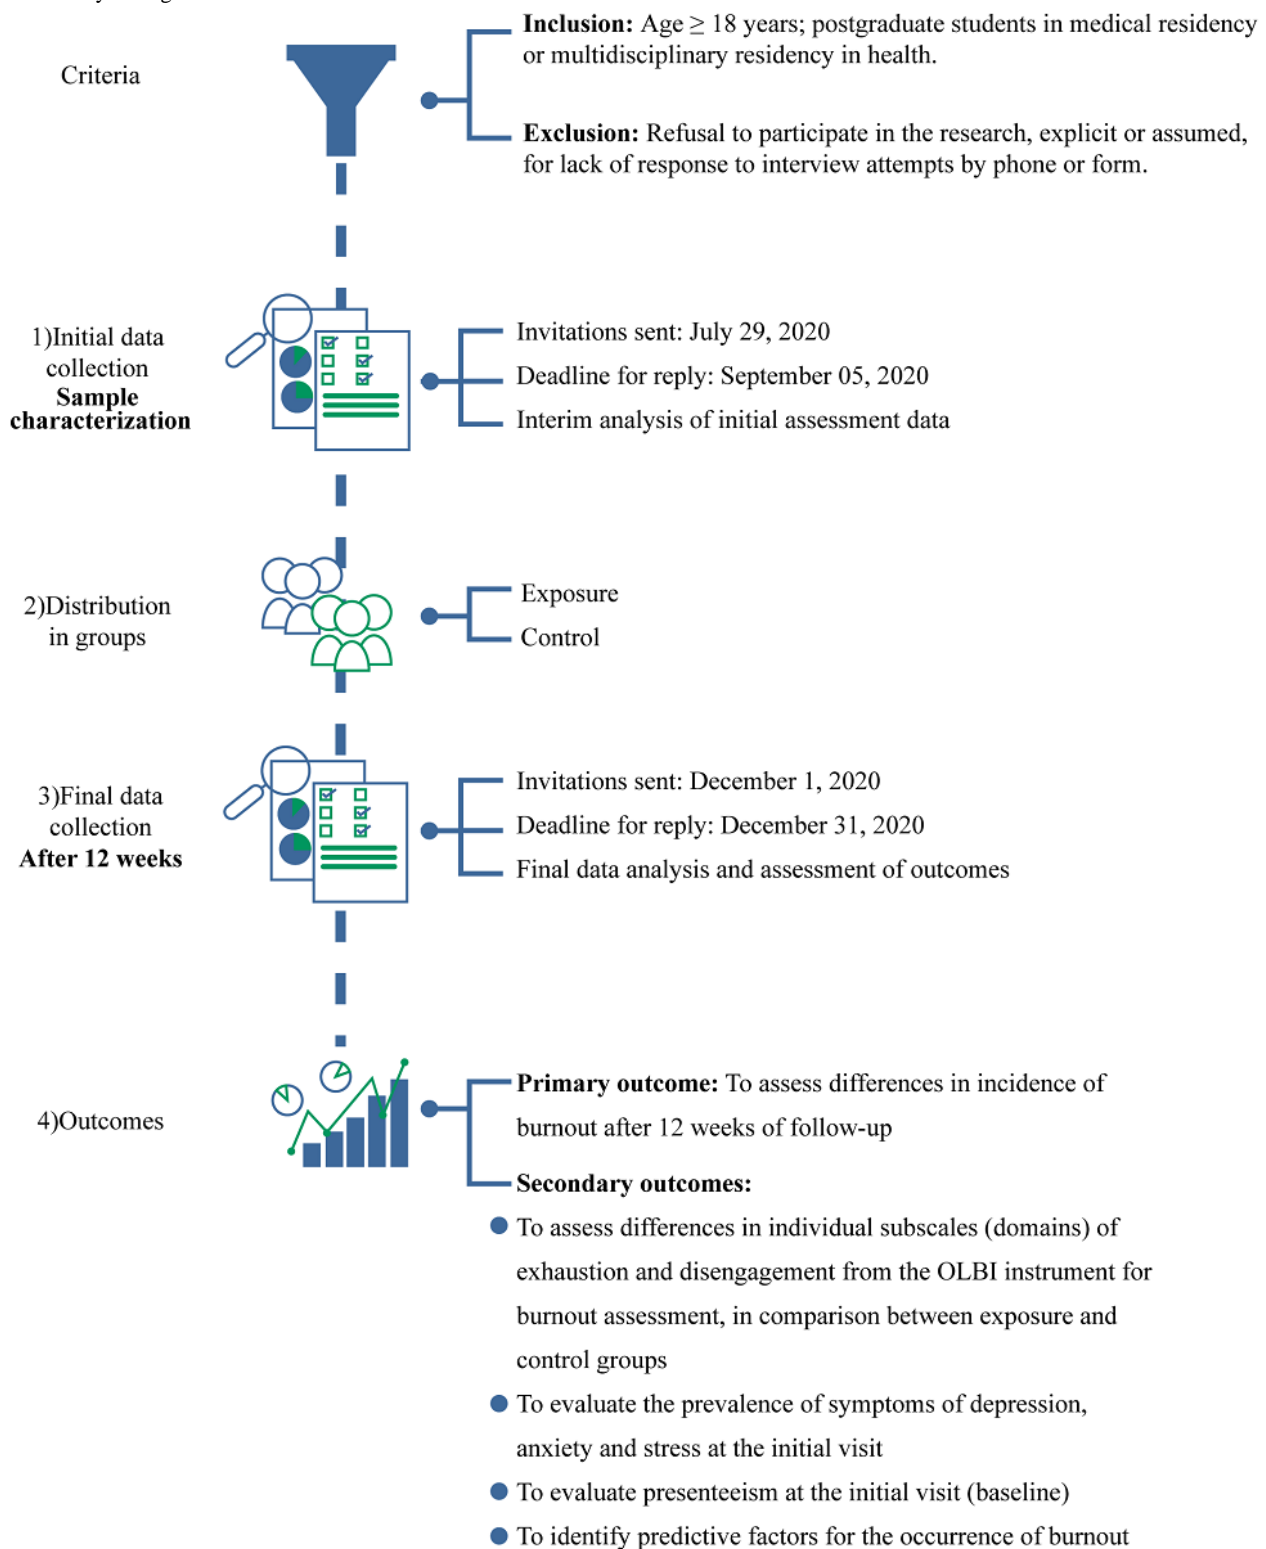 Criteria
Inclusion: Age ≥ 18 years; postgraduate students in medical residency
or multidisciplinary residency in health.
Exclusion: Refusal to participate in the research, explicit or assumed,
for lack of response to interview attempts by phone or form.
1)Initial data
collection
Sample
characterization
Invitations sent: July 29, 2020
Deadline for reply: September 05, 2020
Interim analysis of initial assessment data
2)Distribution
in groups
Exposure
Control
3)Final data
collection
After 12 weeks
Invitations sent: December 1, 2020
Deadline for reply: December 31, 2020
Final data analysis and assessment of outcomes
4)Outcomes
Primary outcome: To assess differences in incidence of
burnout after 12 weeks of follow-up
Secondary outcomes:
To assess differences in individual subscales (domains) of
exhaustion and disengagement from the OLBI instrument for
burnout assessment, in comparison between exposure and
control groups
To evaluate the prevalence of symptoms of depression,
anxiety and stress at the initial visit
To evaluate presenteeism at the initial visit (baseline)
To identify predictive factors for the occurrence of burnout